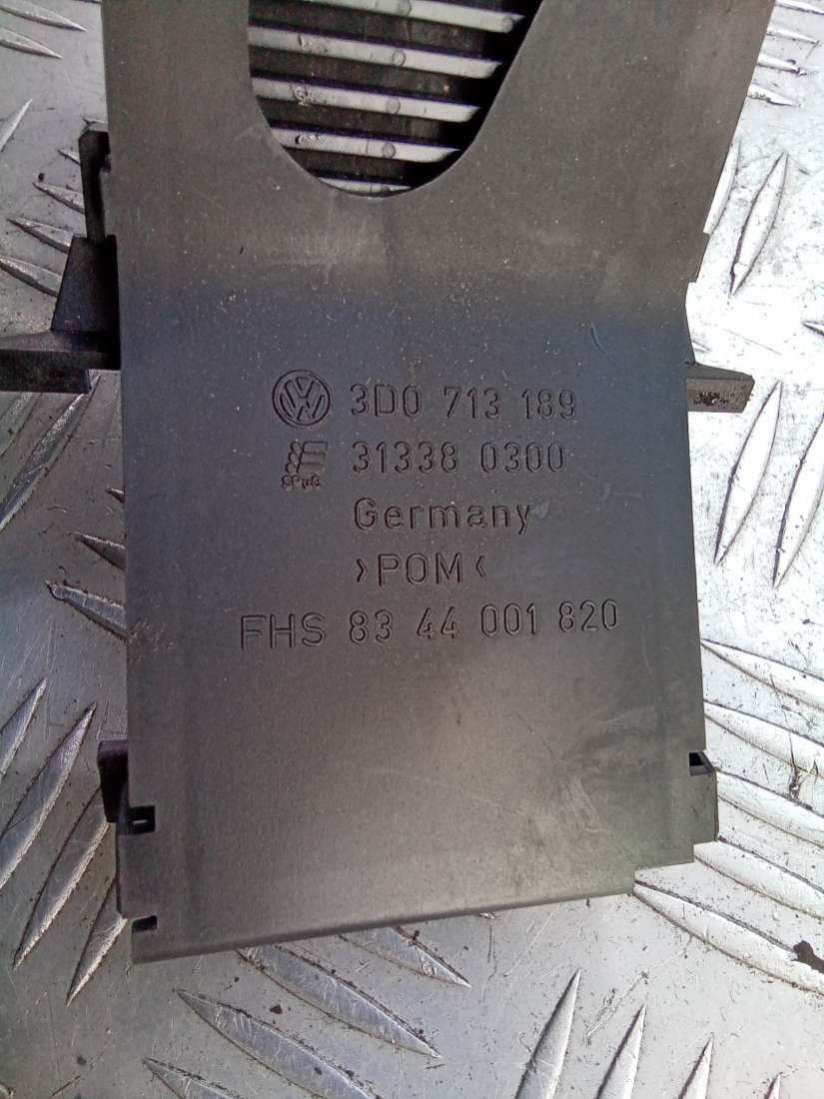 3D0 713 189
31338 0300
Germany
>POM<
FHS 83 44 001 820